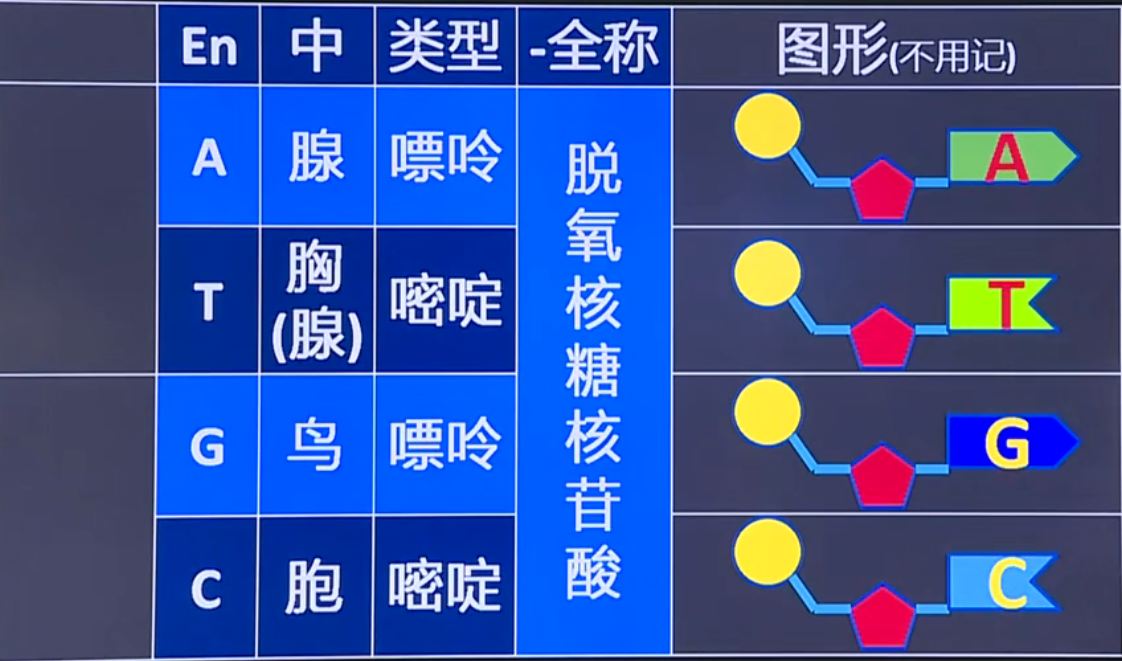 En 中 类型 -全称 图形(不用记)
A 腺 嘌呤 脱氧核糖核苷酸 A
T 胸(腺) 嘧啶 T
G 鸟 嘌呤 G
C 胞 嘧啶 C